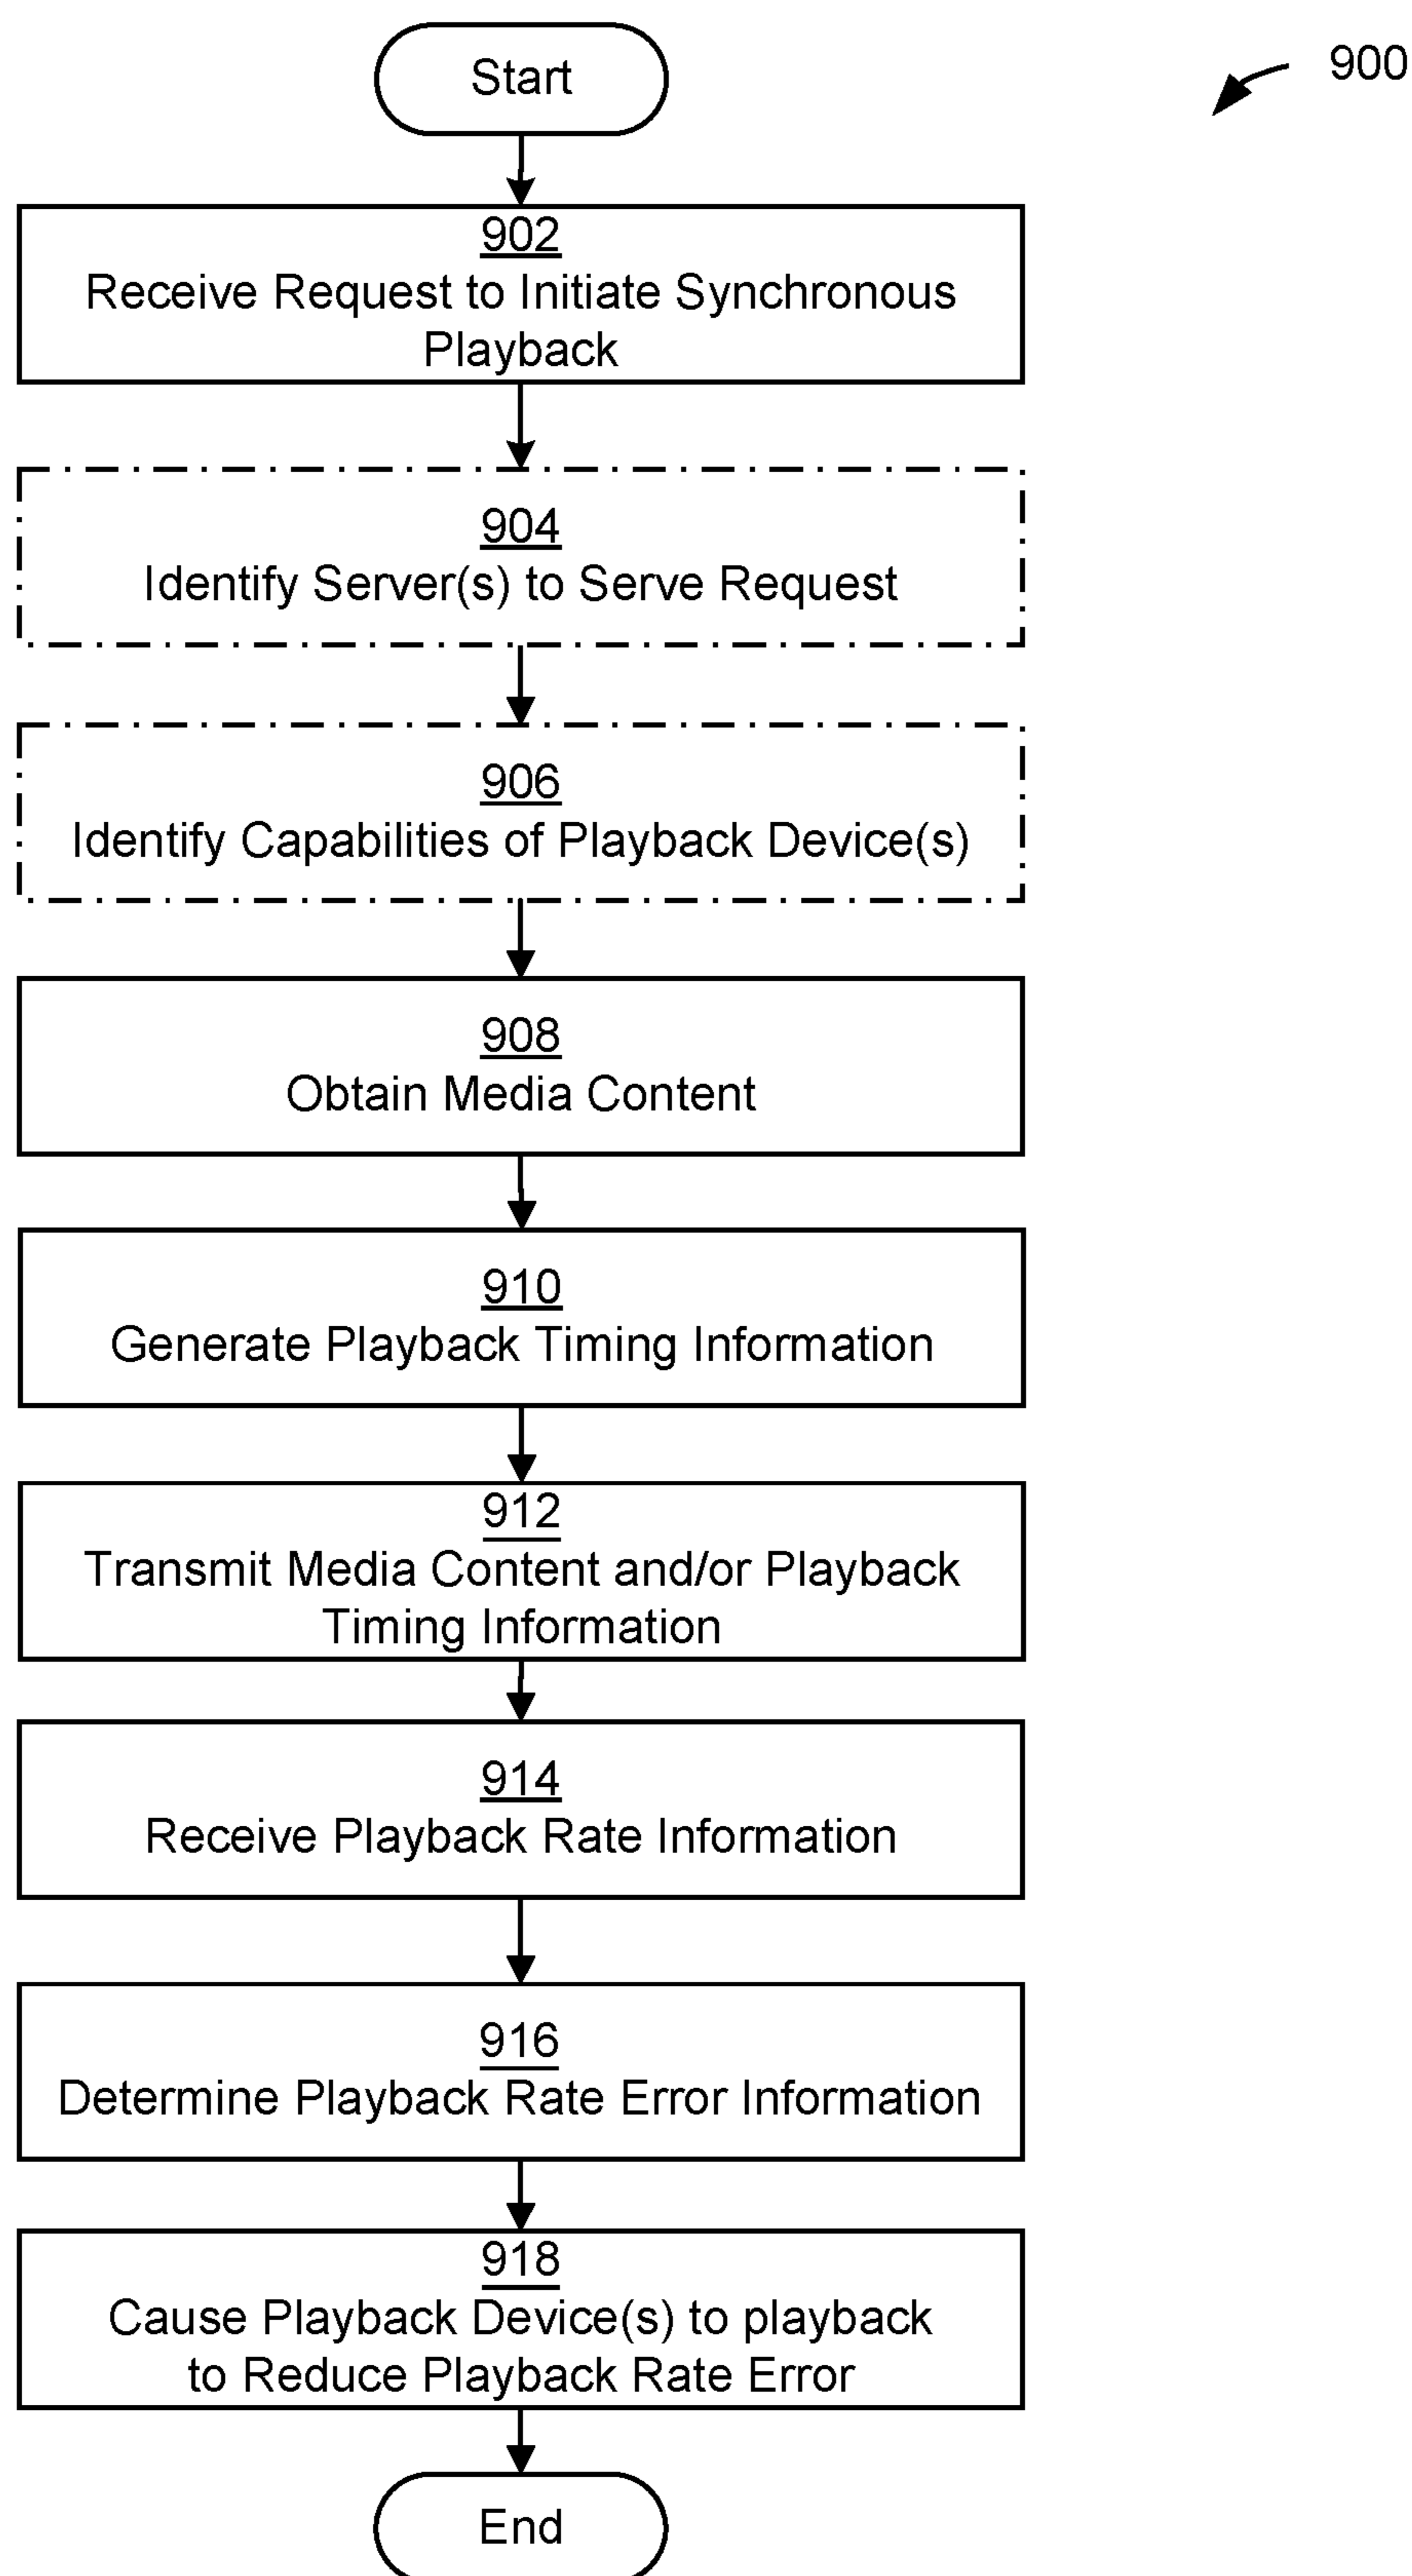 Start
900
902
Receive Request to Initiate Synchronous
Playback
904
Identify Server(s) to Serve Request
906
Identify Capabilities of Playback Device(s)
908
Obtain Media Content
910
Generate Playback Timing Information
912
Transmit Media Content and/or Playback
Timing Information
914
Receive Playback Rate Information
916
Determine Playback Rate Error Information
918
Cause Playback Device(s) to playback
to Reduce Playback Rate Error
End